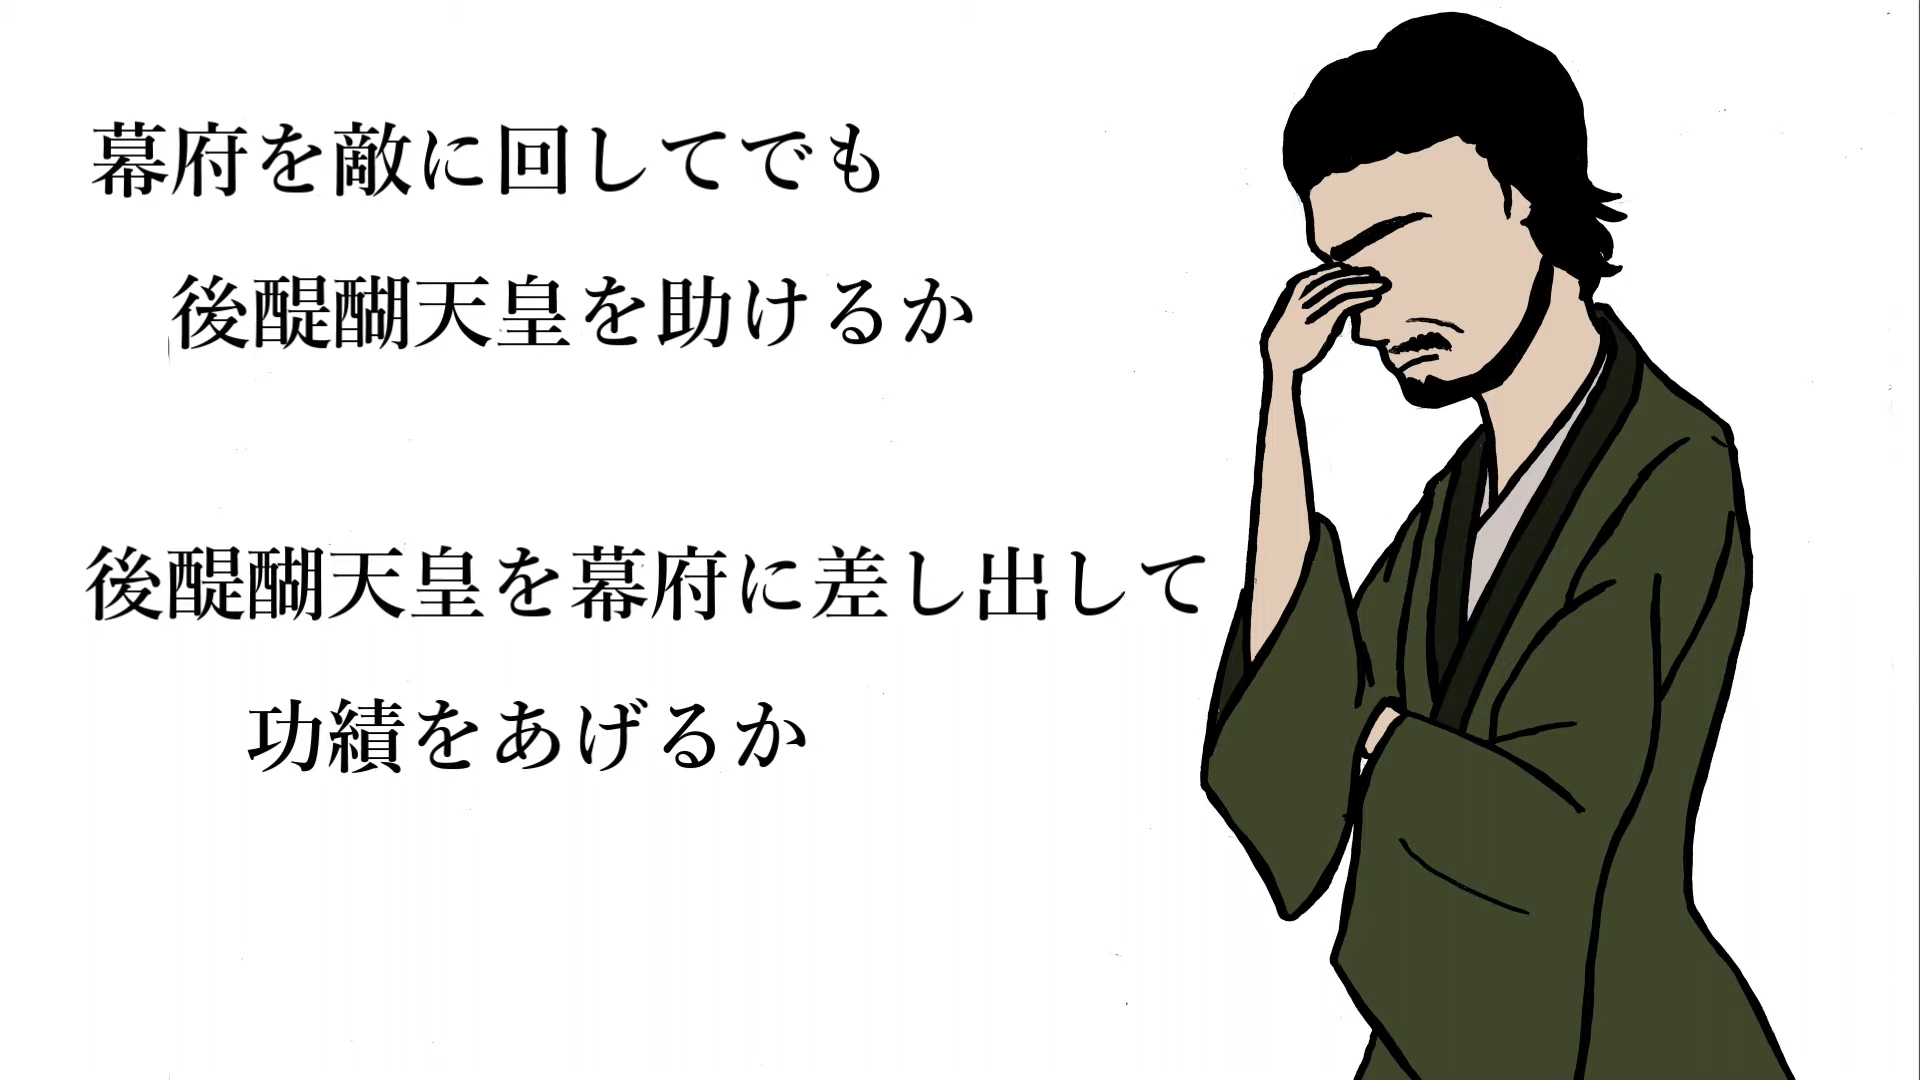 幕府を敵に回してでも
後醍醐天皇を助けるか
後醍醐天皇を幕府に差し出して
功績をあげるか